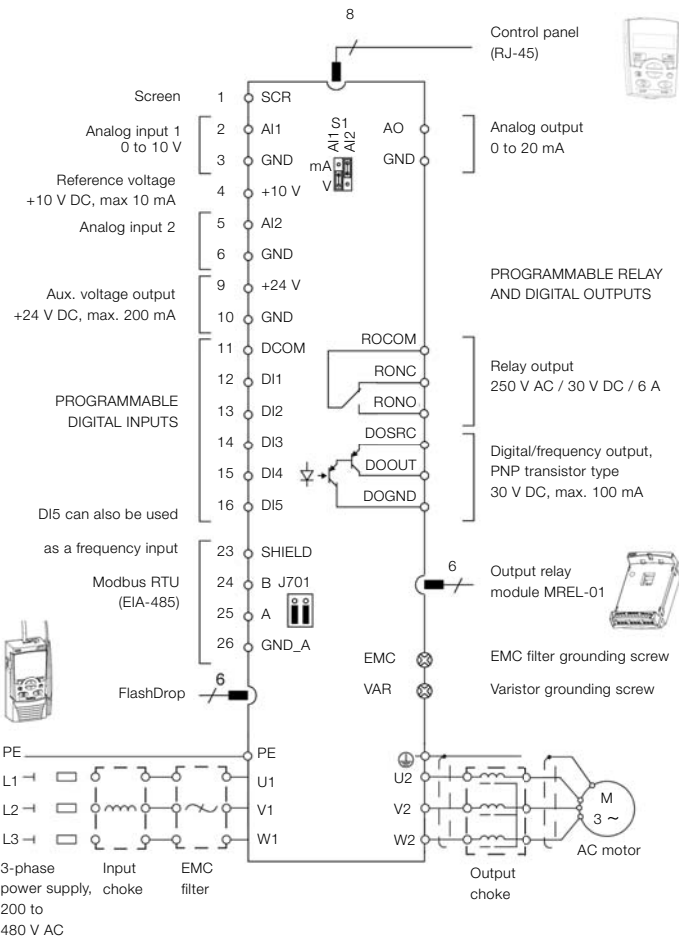 8
Control panel
(RJ-45)
Screen 1 SCR
Analog input 1
0 to 10 V
2 AI1
3 GND
S1
AI1
AI2
mA
V
AO
GND
Analog output
0 to 20 mA
Reference voltage
+10 V DC, max 10 mA
4 +10 V
Analog input 2
5 AI2
6 GND
Aux. voltage output
+24 V DC, max. 200 mA
9 +24 V
10 GND
PROGRAMMABLE RELAY
AND DIGITAL OUTPUTS
PROGRAMMABLE
DIGITAL INPUTS
11 DCOM
12 DI1
13 DI2
14 DI3
15 DI4
16 DI5
DI5 can also be used
as a frequency input
ROCOM
RONC
RONO
Relay output
250 V AC / 30 V DC / 6 A
DOSRC
DOOUT
DOGND
Digital/frequency output,
PNP transistor type
30 V DC, max. 100 mA
Modbus RTU
(EIA-485)
23 SHIELD
24 B J701
25 A
26 GND_A
6
Output relay
module MREL-01
EMC
EMC filter grounding screw
VAR
Varistor grounding screw
FlashDrop
6
PE
PE
L1
U1
U2
L2
V1
V2
L3
W1
W2
M
3 ~
AC motor
3-phase
power supply,
200 to
480 V AC
Input
choke
EMC
filter
Output
choke